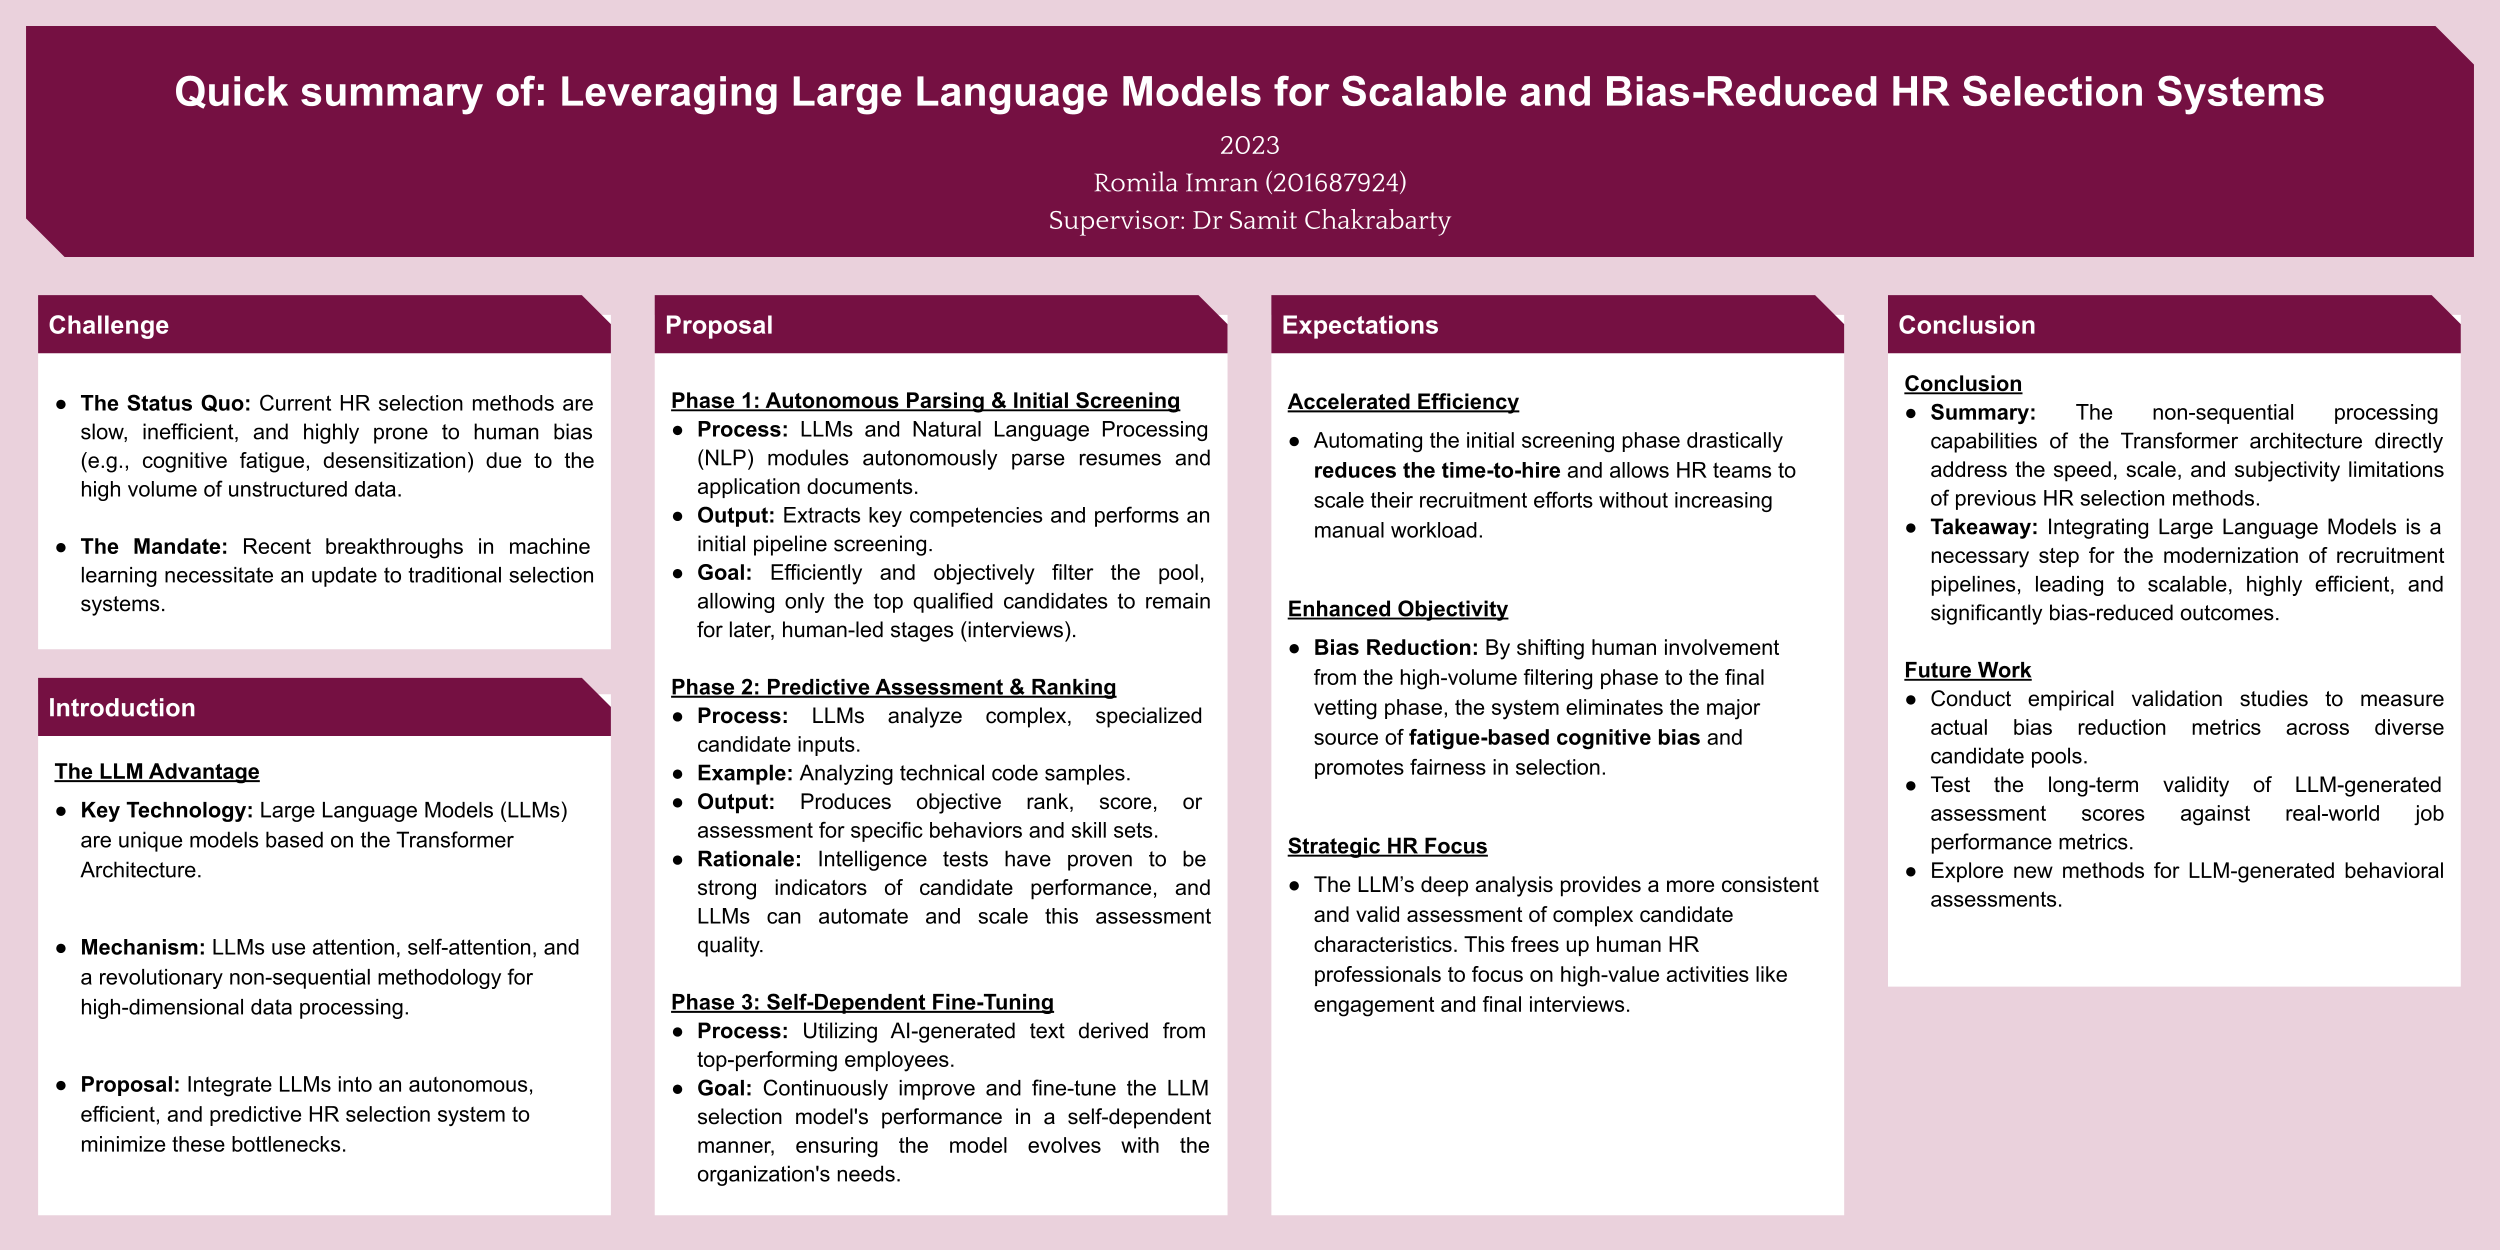 Quick summary of: Leveraging Large Language Models for Scalable and Bias-Reduced HR Selection Systems
2023
Romila Imran (201687924)
Supervisor: Dr Samit Chakrabarty
Challenge
● The Status Quo: Current HR selection methods are
slow, inefficient, and highly prone to human bias
(e.g., cognitive fatigue, desensitization) due to the
high volume of unstructured data.
● The Mandate: Recent breakthroughs in machine
learning necessitate an update to traditional selection
systems.
Introduction
The LLM Advantage
● Key Technology: Large Language Models (LLMs)
are unique models based on the Transformer
Architecture.
● Mechanism: LLMs use attention, self-attention, and
a revolutionary non-sequential methodology for
high-dimensional data processing.
● Proposal: Integrate LLMs into an autonomous,
efficient, and predictive HR selection system to
minimize these bottlenecks.
Proposal
Phase 1: Autonomous Parsing & Initial Screening
● Process: LLMs and Natural Language Processing
(NLP) modules autonomously parse resumes and
application documents.
● Output: Extracts key competencies and performs an
initial pipeline screening.
● Goal: Efficiently and objectively filter the pool,
allowing only the top qualified candidates to remain
for later, human-led stages (interviews).
Phase 2: Predictive Assessment & Ranking
● Process: LLMs analyze complex, specialized
candidate inputs.
● Example: Analyzing technical code samples.
● Output: Produces objective rank, score, or
assessment for specific behaviors and skill sets.
● Rationale: Intelligence tests have proven to be
strong indicators of candidate performance, and
LLMs can automate and scale this assessment
quality.
Phase 3: Self-Dependent Fine-Tuning
● Process: Utilizing AI-generated text derived from
top-performing employees.
● Goal: Continuously improve and fine-tune the LLM
selection model's performance in a self-dependent
manner, ensuring the model evolves with the
organization's needs.
Expectations
Accelerated Efficiency
● Automating the initial screening phase drastically
reduces the time-to-hire and allows HR teams to
scale their recruitment efforts without increasing
manual workload.
Enhanced Objectivity
● Bias Reduction: By shifting human involvement
from the high-volume filtering phase to the final
vetting phase, the system eliminates the major
source of fatigue-based cognitive bias and
promotes fairness in selection.
Strategic HR Focus
● The LLM’s deep analysis provides a more consistent
and valid assessment of complex candidate
characteristics. This frees up human HR
professionals to focus on high-value activities like
engagement and final interviews.
Conclusion
Conclusion
● Summary: The non-sequential processing
capabilities of the Transformer architecture directly
address the speed, scale, and subjectivity limitations
of previous HR selection methods.
● Takeaway: Integrating Large Language Models is a
necessary step for the modernization of recruitment
pipelines, leading to scalable, highly efficient, and
significantly bias-reduced outcomes.
Future Work
● Conduct empirical validation studies to measure
actual bias reduction metrics across diverse
candidate pools.
● Test the long-term validity of LLM-generated
assessment scores against real-world job
performance metrics.
● Explore new methods for LLM-generated behavioral
assessments.